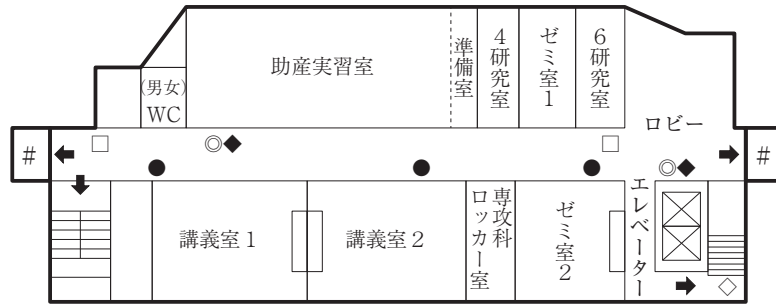 助産実習室
準備室
4研究室
ゼミ室1
6研究室
(男女)
WC
ロビー
#
#
講義室1
講義室2
専攻科
ロッカー室
ゼミ室2
エレベーター